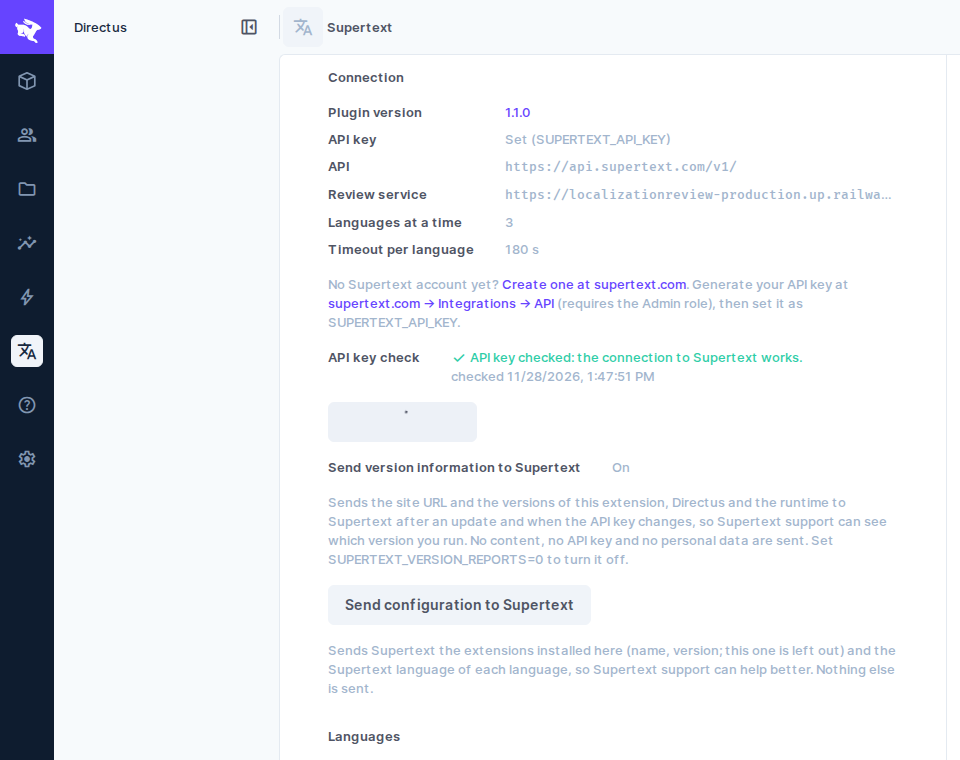 Directus
Supertext
Connection
Plugin version 1.1.0
API key Set (SUPERTEXT_API_KEY)
API https://api.supertext.com/v1/
Review service https://localizationreview-production.up.railwa…
Languages at a time 3
Timeout per language 180 s
No Supertext account yet? Create one at supertext.com. Generate your API key at
supertext.com → Integrations → API (requires the Admin role), then set it as
SUPERTEXT_API_KEY.
API key check API key checked: the connection to Supertext works.
checked 11/28/2026, 1:47:51 PM
Send version information to Supertext On
Sends the site URL and the versions of this extension, Directus and the runtime to
Supertext after an update and when the API key changes, so Supertext support can see
which version you run. No content, no API key and no personal data are sent. Set
SUPERTEXT_VERSION_REPORTS=0 to turn it off.
Send configuration to Supertext
Sends Supertext the extensions installed here (name, version; this one is left out) and the
Supertext language of each language, so Supertext support can help better. Nothing else
is sent.
Languages